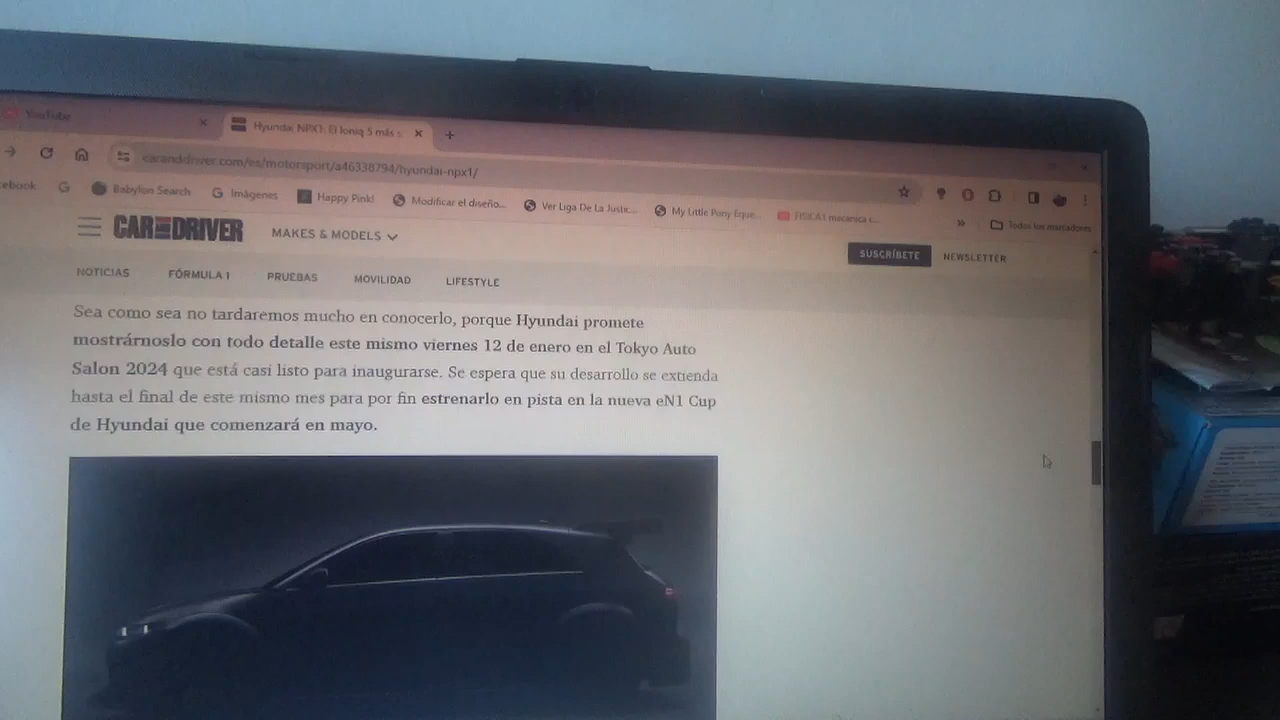 YouTube
Hyundai NPX1: El Ioniq 5 más s
caranddriver.com/es/motorsport/a46338794/hyundai-npx1/
cebook
Babylon Search
Imágenes
Happy Pink!
Modificar el diseño...
Ver Liga De La Justic...
My Little Pony Eque...
FISICA1 mecanica c...
»
Todos los marcadores
CAR AND DRIVER
MAKES & MODELS
SUSCRÍBETE
NEWSLETTER
NOTICIAS
FÓRMULA 1
PRUEBAS
MOVILIDAD
LIFESTYLE
Sea como sea no tardaremos mucho en conocerlo, porque Hyundai promete
mostrárnoslo con todo detalle este mismo viernes 12 de enero en el Tokyo Auto
Salon 2024 que está casi listo para inaugurarse. Se espera que su desarrollo se extienda
hasta el final de este mismo mes para por fin estrenarlo en pista en la nueva eN1 Cup
de Hyundai que comenzará en mayo.